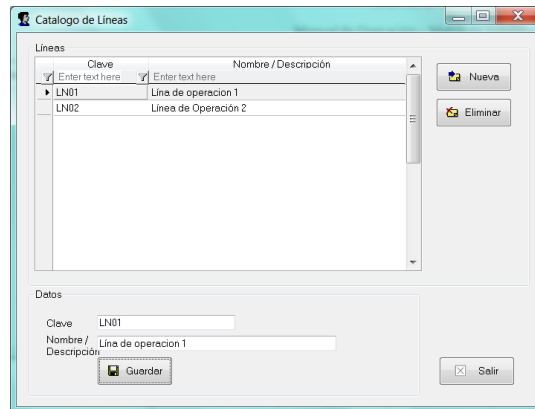 Catalogo de Líneas
Líneas
Clave Nombre / Descripción
Enter text here Enter text here
LN01 Lína de operacion 1
LN02 Línea de Operación 2
Nueva
Eliminar
Datos
Clave LN01
Nombre / Descripción Lína de operacion 1
Guardar
Salir